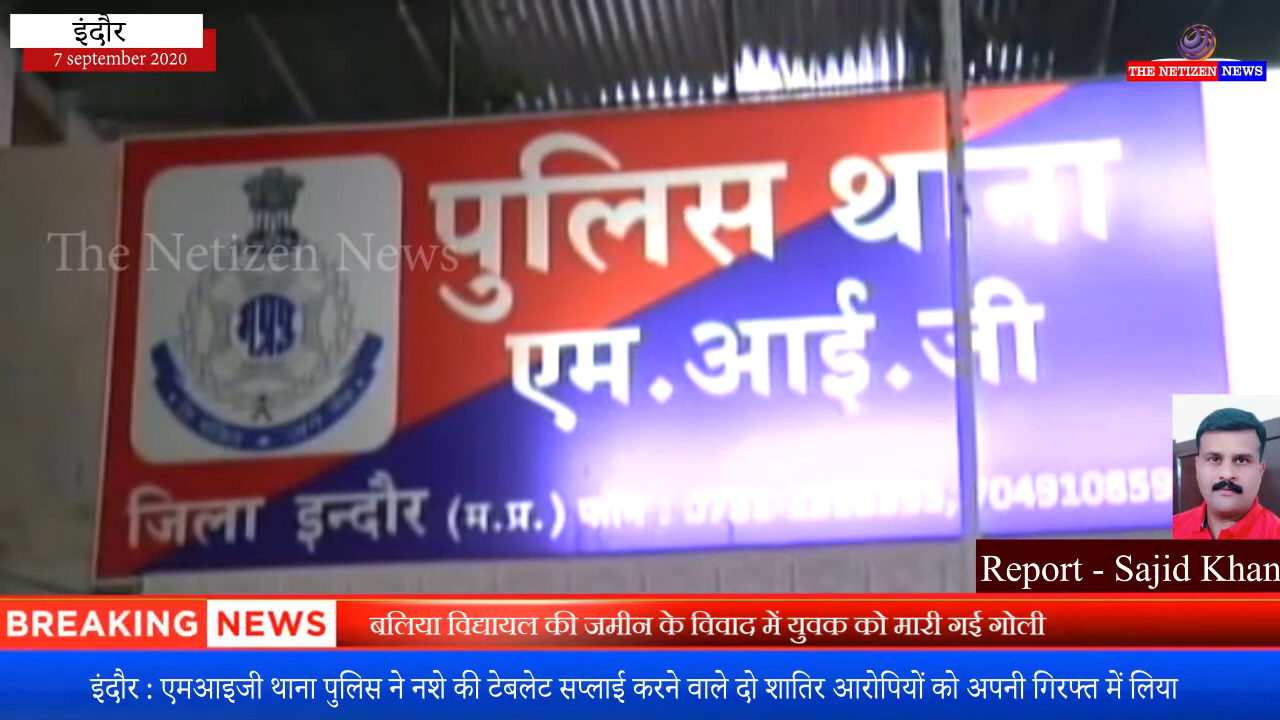 इंदौर
7 september 2020
THE NETIZEN NEWS
पुलिस थाना
The Netizen News
एम.आई.जी
जिला इन्दौर (म.प्र.) फोन :
Report - Sajid Khan
BREAKING NEWS
बलिया विद्यायल की जमीन के विवाद में युवक को मारी गई गोली
इंदौर : एमआइजी थाना पुलिस ने नशे की टेबलेट सप्लाई करने वाले दो शातिर आरोपियों को अपनी गिरफ्त में लिया